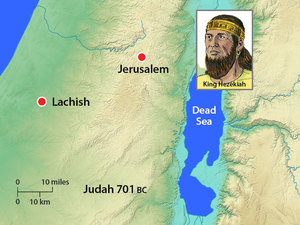 Jerusalem
King Hezekiah
Lachish
Dead
Sea
0 10 miles
0 10 km
Judah 701 BC